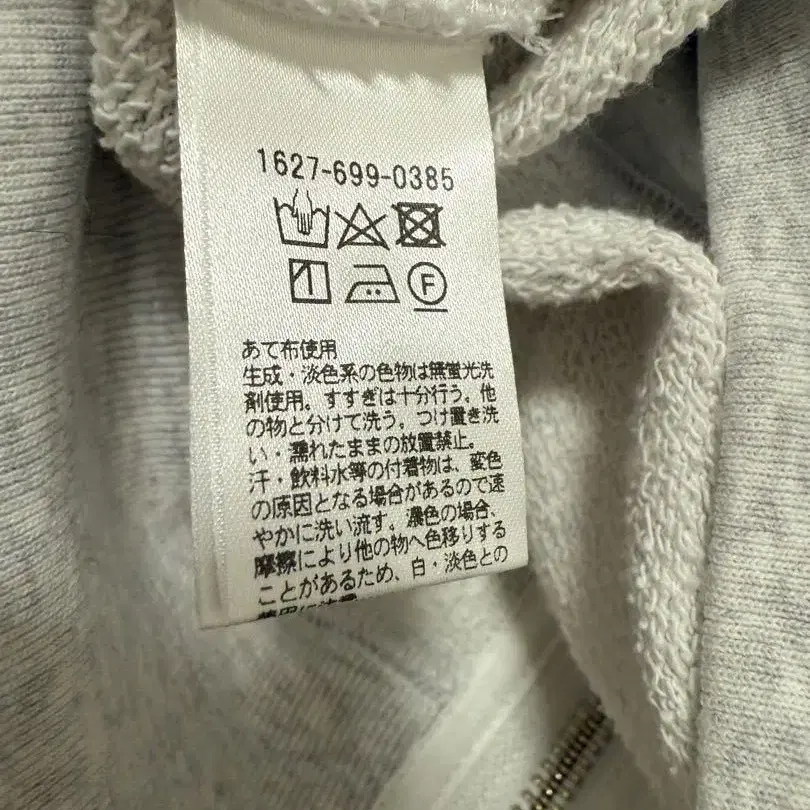 1627-699-0385
F
あて布使用
生成・淡色系の色物は無蛍光洗
剤使用。すすぎは十分行う。他
の物と分けて洗う。つけ置き洗
い・濡れたままの放置禁止。
汗・飲料水等の付着物は、変色
の原因となる場合があるので速
やかに洗い流す。濃色の場合、
摩擦により他の物へ色移りする
ことがあるため、白・淡色との